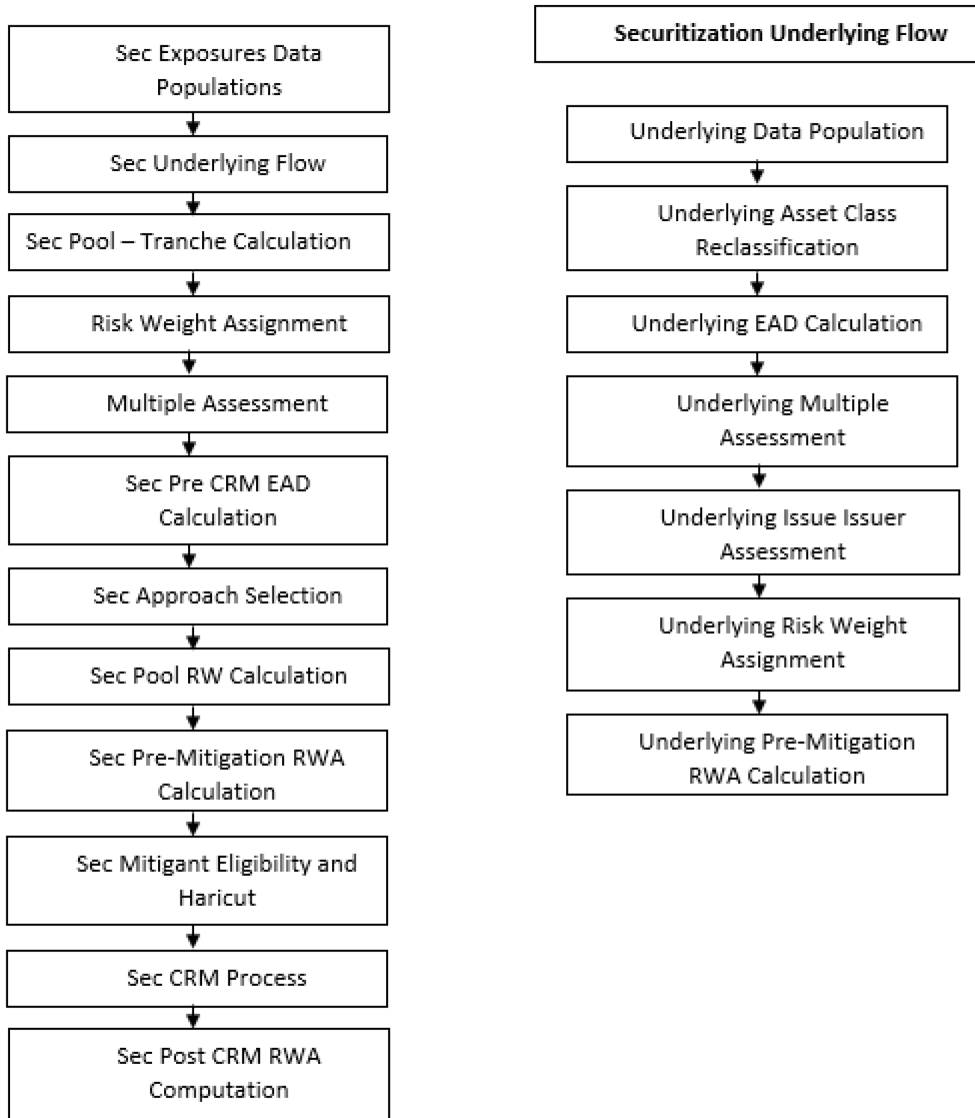 Sec Exposures Data
Populations
Sec Underlying Flow
Sec Pool – Tranche Calculation
Risk Weight Assignment
Multiple Assessment
Sec Pre CRM EAD
Calculation
Sec Approach Selection
Sec Pool RW Calculation
Sec Pre-Mitigation RWA
Calculation
Sec Mitigant Eligibility and
Haricut
Sec CRM Process
Sec Post CRM RWA
Computation
Securitization Underlying Flow
Underlying Data Population
Underlying Asset Class
Reclassification
Underlying EAD Calculation
Underlying Multiple
Assessment
Underlying Issue Issuer
Assessment
Underlying Risk Weight
Assignment
Underlying Pre-Mitigation
RWA Calculation